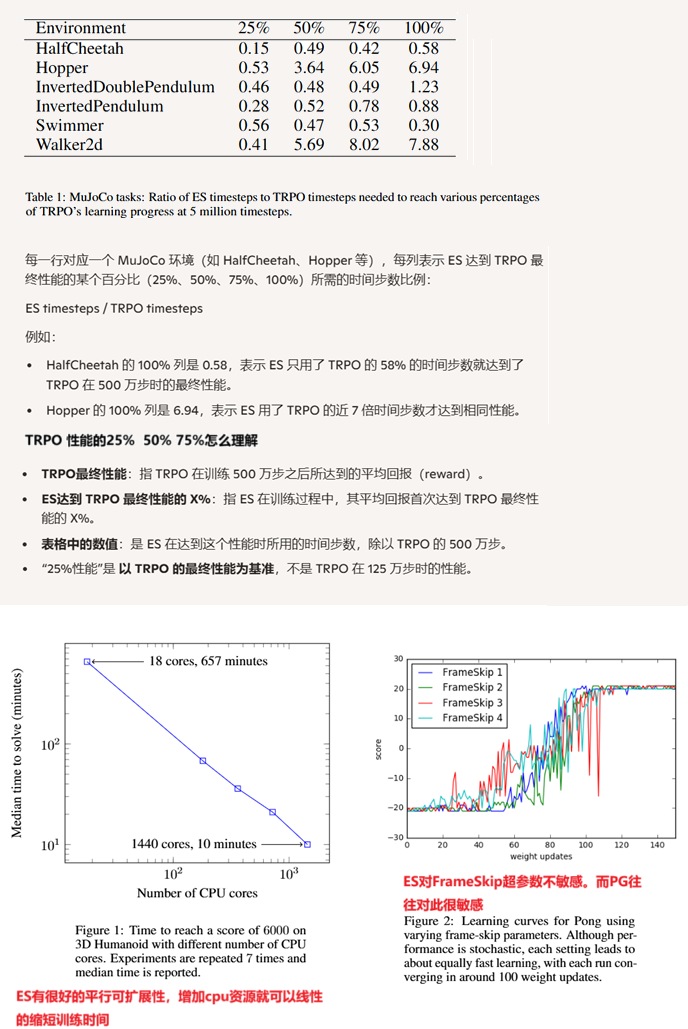 Environment 25% 50% 75% 100%
HalfCheetah 0.15 0.49 0.42 0.58
Hopper 0.53 3.64 6.05 6.94
InvertedDoublePendulum 0.46 0.48 0.49 1.23
InvertedPendulum 0.28 0.52 0.78 0.88
Swimmer 0.56 0.47 0.53 0.30
Walker2d 0.41 5.69 8.02 7.88
Table 1: MuJoCo tasks: Ratio of ES timesteps to TRPO timesteps needed to reach various percentages
of TRPO's learning progress at 5 million timesteps.
每一行对应一个 MuJoCo 环境（如 HalfCheetah、Hopper 等），每列表示 ES 达到 TRPO 最
终性能的某个百分比（25%、50%、75%、100%）所需的时间步数比例：
ES timesteps / TRPO timesteps
例如：
• HalfCheetah 的 100% 列是 0.58，表示 ES 只用了 TRPO 的 58% 的时间步数就达到了
TRPO 在 500 万步时的最终性能。
• Hopper 的 100% 列是 6.94，表示 ES 用了 TRPO 的近 7 倍时间步数才达到相同性能。
TRPO 性能的25% 50% 75%怎么理解
• TRPO最终性能：指 TRPO 在训练 500 万步之后所达到的平均回报（reward）。
• ES达到 TRPO 最终性能的 X%：指 ES 在训练过程中，其平均回报首次达到 TRPO 最终性
能的 X%。
• 表格中的数值：是 ES 在达到这个性能时所用的时间步数，除以 TRPO 的 500 万步。
• “25%性能”是 以 TRPO 的最终性能为基准，不是 TRPO 在 125 万步时的性能。
Median time to solve (minutes)
18 cores, 657 minutes
10²
1440 cores, 10 minutes
10¹
10² 10³
Number of CPU cores
Figure 1: Time to reach a score of 6000 on
3D Humanoid with different number of CPU
cores. Experiments are repeated 7 times and
median time is reported.
ES有很好的平行可扩展性，增加cpu资源就可以线性
的缩短训练时间
score
30
20
10
0
−10
−20
−30
FrameSkip 1
FrameSkip 2
FrameSkip 3
FrameSkip 4
0 20 40 60 80 100 120 140
weight updates
ES对FrameSkip超参数不敏感。而PG往
往对此很敏感
Figure 2: Learning curves for Pong using
varying frame-skip parameters. Although per-
formance is stochastic, each setting leads to
about equally fast learning, with each run con-
verging in around 100 weight updates.